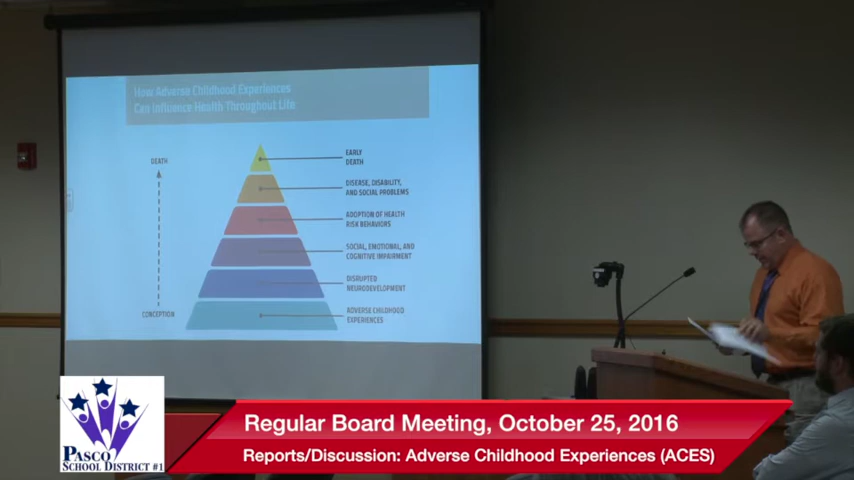 How Adverse Childhood Experiences
Can Influence Health Throughout Life
DEATH
EARLY
DEATH
DISEASE, DISABILITY,
AND SOCIAL PROBLEMS
ADOPTION OF HEALTH
RISK BEHAVIORS
SOCIAL, EMOTIONAL, AND
COGNITIVE IMPAIRMENT
DISRUPTED
NEURODEVELOPMENT
CONCEPTION
ADVERSE CHILDHOOD
EXPERIENCES
PASCO
SCHOOL DISTRICT #1
Regular Board Meeting, October 25, 2016
Reports/Discussion: Adverse Childhood Experiences (ACES)